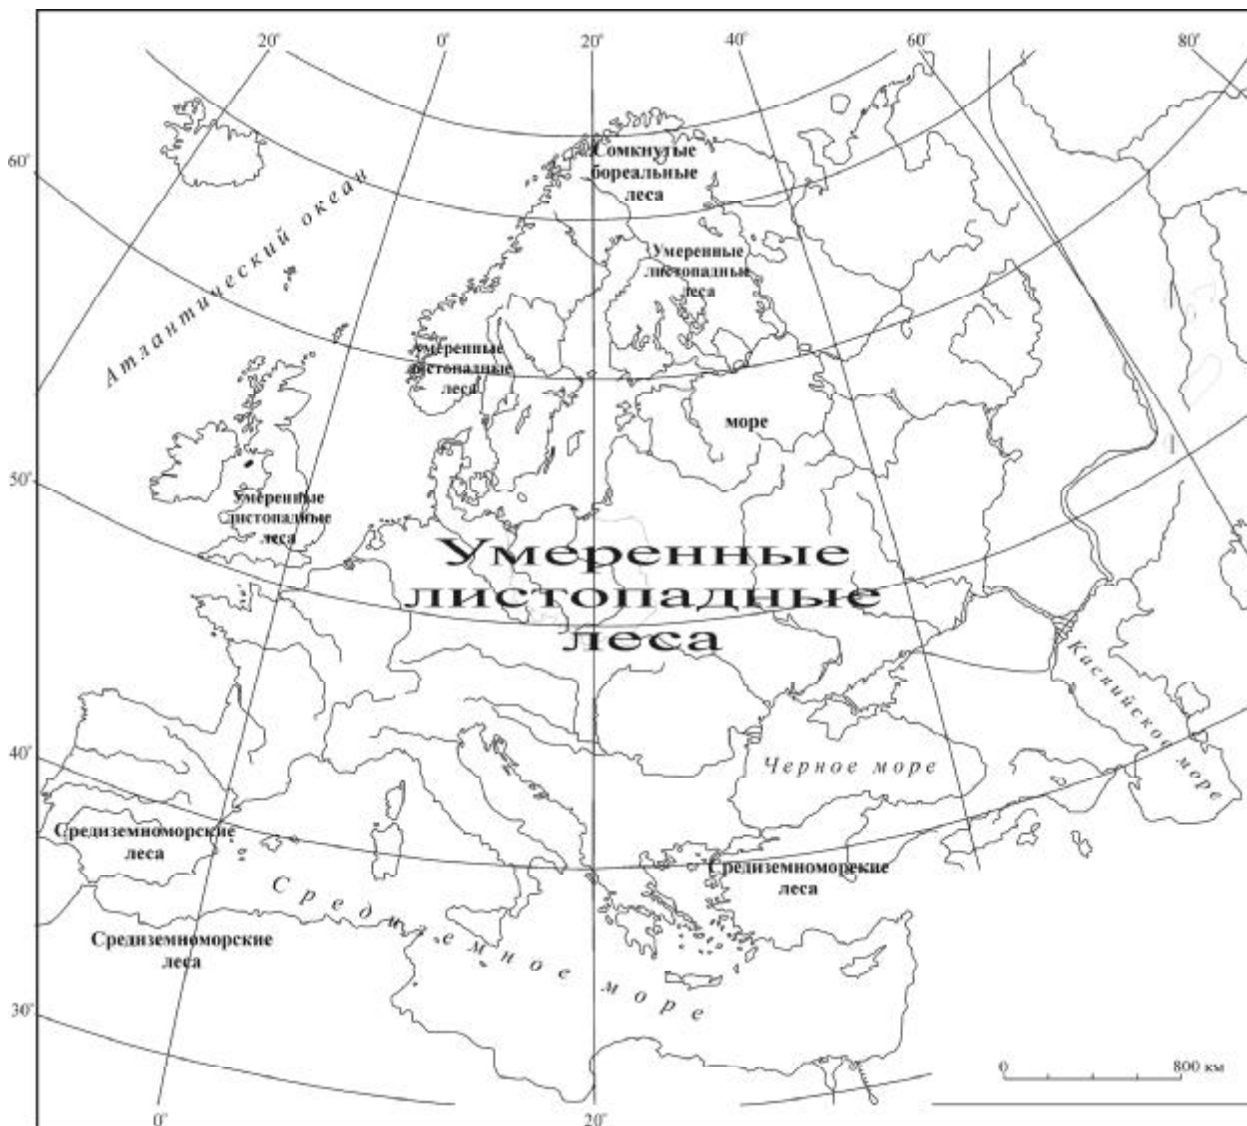 20°
0°
20°
40°
60°
80°
60°
50°
40°
30°
0°
20°
Атлантический океан
Сомкнутые
бореальные
леса
Умеренные
листопадные
леса
умеренные
листопадные
леса
море
Умеренные
листопадные
леса
Умеренные
листопадные
леса
Каспийское море
Черное море
Средиземноморские
леса
Средиземноморские
леса
Средиземноморские
леса
Средиземное море
0 800 км